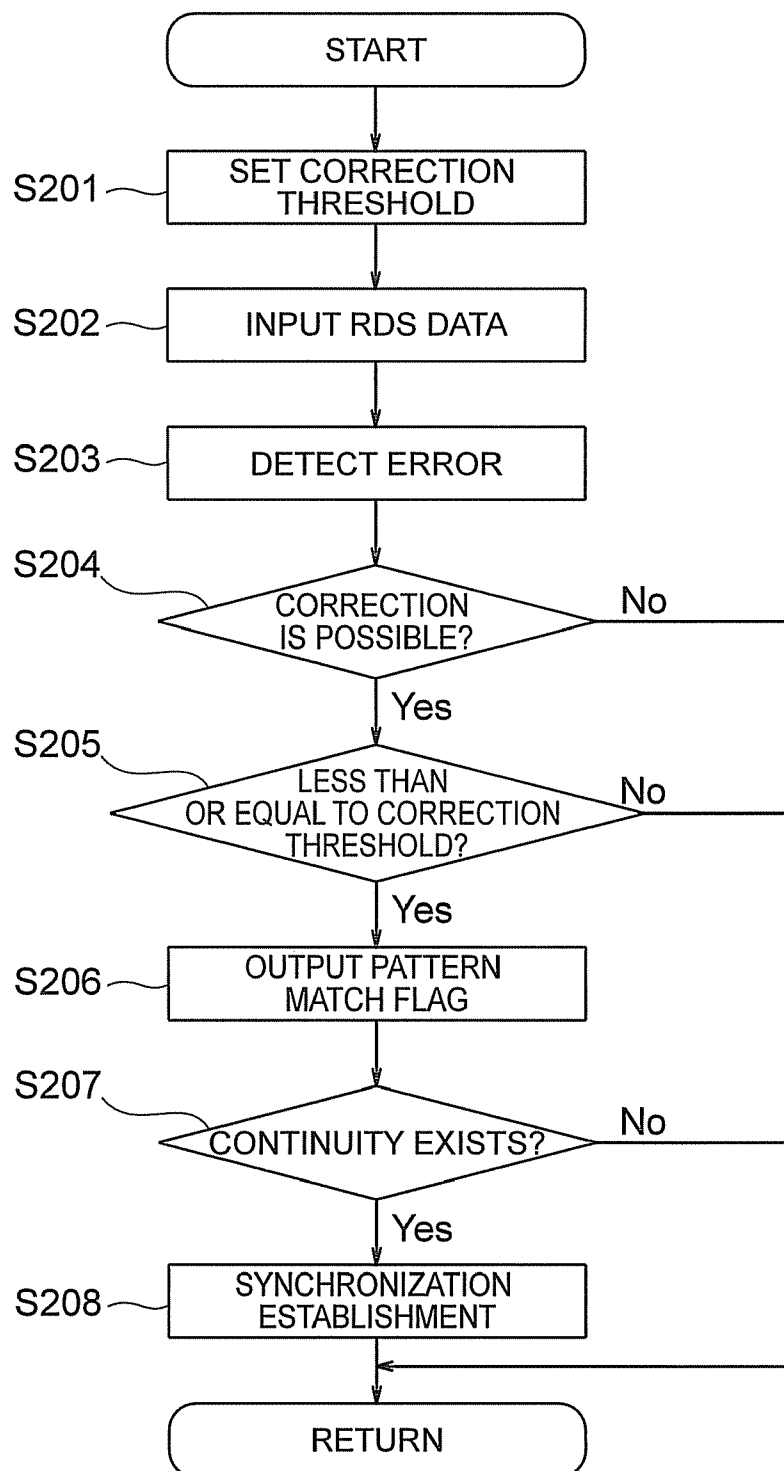 START
S201
SET CORRECTION
THRESHOLD
S202
INPUT RDS DATA
S203
DETECT ERROR
S204
CORRECTION
IS POSSIBLE?
No
Yes
S205
LESS THAN
OR EQUAL TO CORRECTION
THRESHOLD?
No
Yes
S206
OUTPUT PATTERN
MATCH FLAG
S207
CONTINUITY EXISTS?
No
Yes
S208
SYNCHRONIZATION
ESTABLISHMENT
RETURN